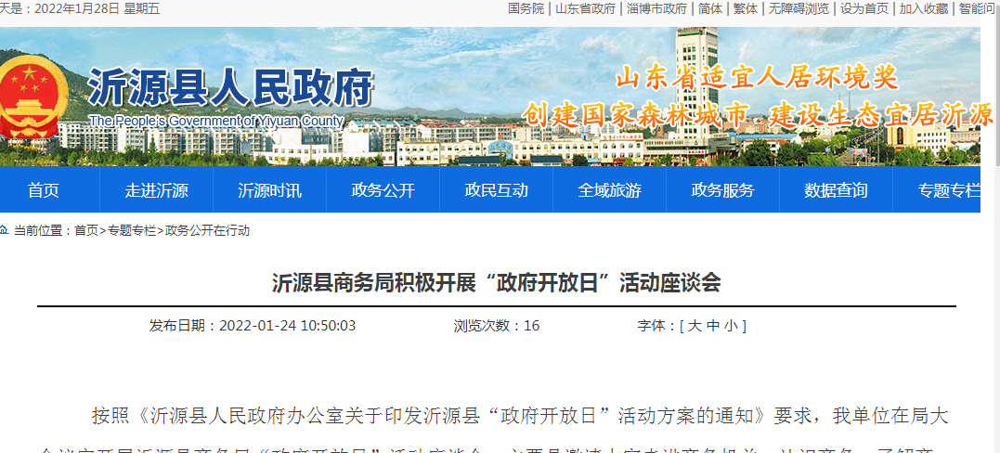 天是：2022年1月28日 星期五
国务院 | 山东省政府 | 淄博市政府 | 简体 | 繁体 | 无障碍浏览 | 设为首页 | 加入收藏 | 智能问
沂源县人民政府
The People's Government of Yiyuan County
山东省适宜人居环境奖
创建国家森林城市 建设生态宜居沂源
首页 走进沂源 沂源时讯 政务公开 政民互动 全域旅游 政务服务 数据查询 专题专栏
当前位置：首页>专题专栏>政务公开在行动
沂源县商务局积极开展“政府开放日”活动座谈会
发布日期：2022-01-24 10:50:03 浏览次数：16 字体：[ 大 中 小 ]
按照《沂源县人民政府办公室关于印发沂源县“政府开放日”活动方案的通知》要求，我单位在局大